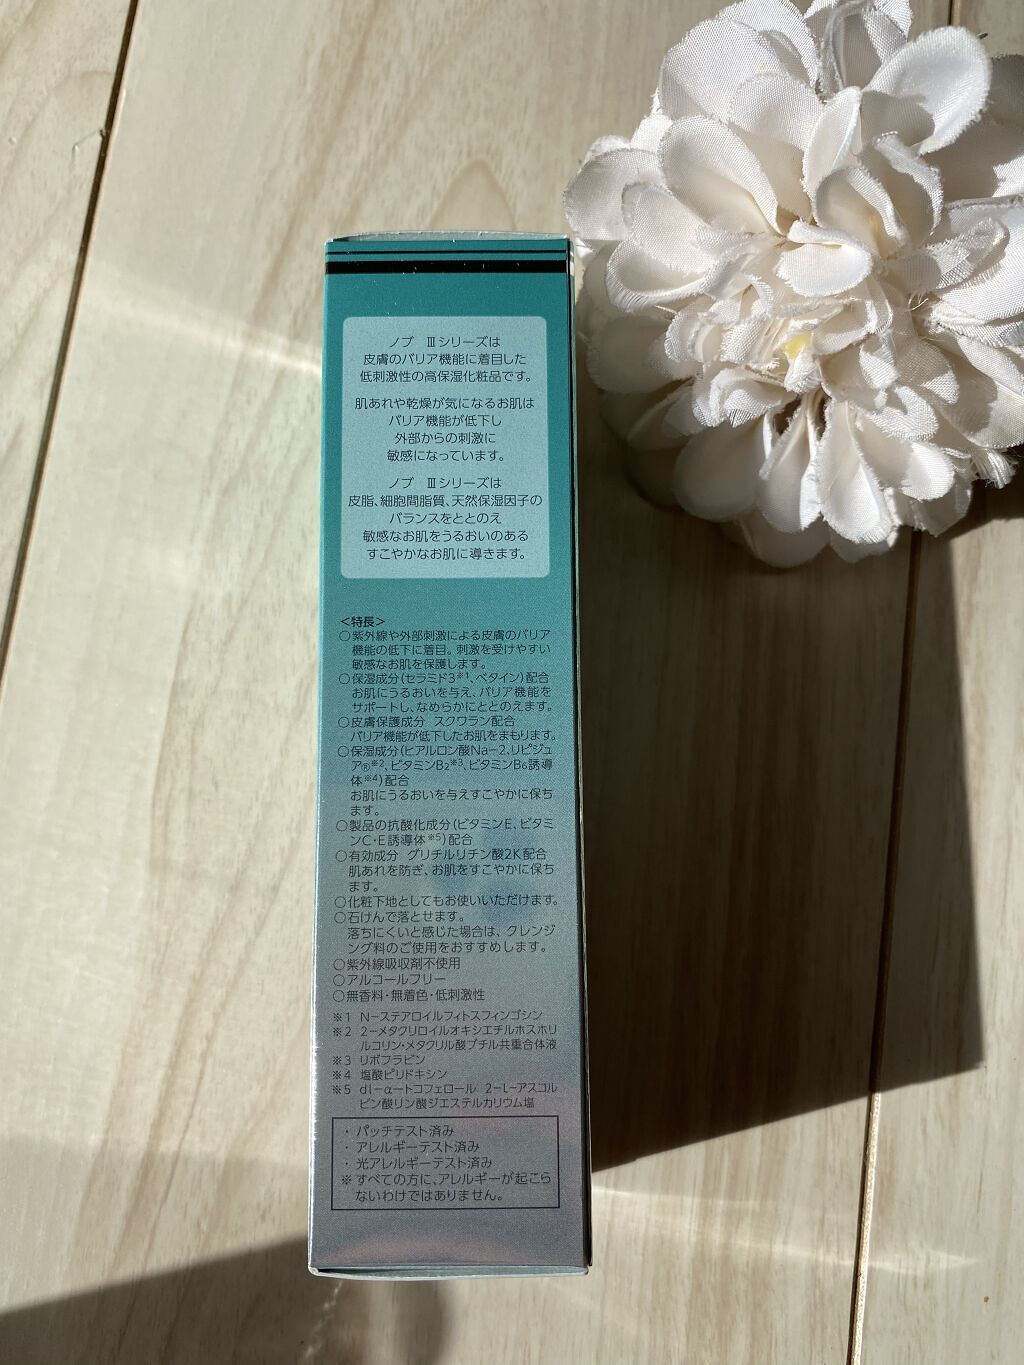 ノブ Ⅲシリーズは
皮膚のバリア機能に着目した
低刺激性の高保湿化粧品です。
肌あれや乾燥が気になるお肌は
バリア機能が低下し
外部からの刺激に
敏感になっています。
ノブ Ⅲシリーズは
皮脂、細胞間脂質、天然保湿因子の
バランスをととのえ
敏感なお肌をうるおいのある
すこやかなお肌に導きます。
＜特長＞
○紫外線や外部刺激による皮膚のバリア
機能の低下に着目。刺激を受けやすい
敏感なお肌を保護します。
○保湿成分(セラミド3※1、ベタイン)配合
お肌にうるおいを与え、バリア機能を
サポートし、なめらかにととのえます。
○皮膚保護成分 スクワラン配合
バリア機能が低下したお肌をまもります。
○保湿成分(ヒアルロン酸Na-2、リピジュ
ア®※2、ビタミンB₂※3、ビタミンB₆誘導
体※4)配合
お肌にうるおいを与えすこやかに保ち
ます。
○製品の抗酸化成分(ビタミンE、ビタミ
ンC・E誘導体※5)配合
○有効成分 グリチルリチン酸2K配合
肌あれを防ぎ、お肌をすこやかに保ち
ます。
○化粧下地としてもお使いいただけます。
○石けんで落とせます。
落ちにくいと感じた場合は、クレンジ
ング料のご使用をおすすめします。
○紫外線吸収剤不使用
○アルコールフリー
○無香料・無着色・低刺激性
※1 N-ステアロイルフィトスフィンゴシン
※2 2-メタクリロイルオキシエチルホスホリ
ルコリン・メタクリル酸ブチル共重合体液
※3 リボフラビン
※4 塩酸ピリドキシン
※5 dl-α-トコフェロール 2-L-アスコル
ビン酸リン酸ジエステルカリウム塩
・パッチテスト済み
・アレルギーテスト済み
・光アレルギーテスト済み
※すべての方に、アレルギーが起こら
ないわけではありません。